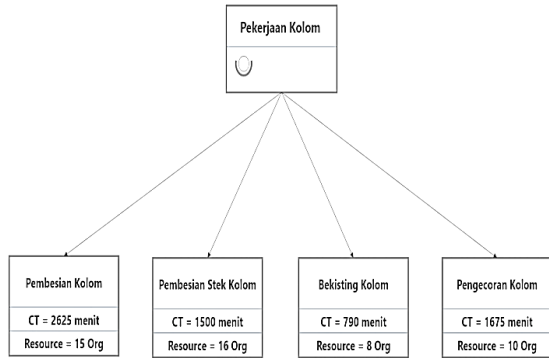 Pekerjaan Kolom
Pembesian Kolom
CT = 2625 menit
Resource = 15 Org
Pembesian Stek Kolom
CT = 1500 menit
Resource = 16 Org
Bekisting Kolom
CT = 790 menit
Resource = 8 Org
Pengecoran Kolom
CT = 1675 menit
Resource = 10 Org